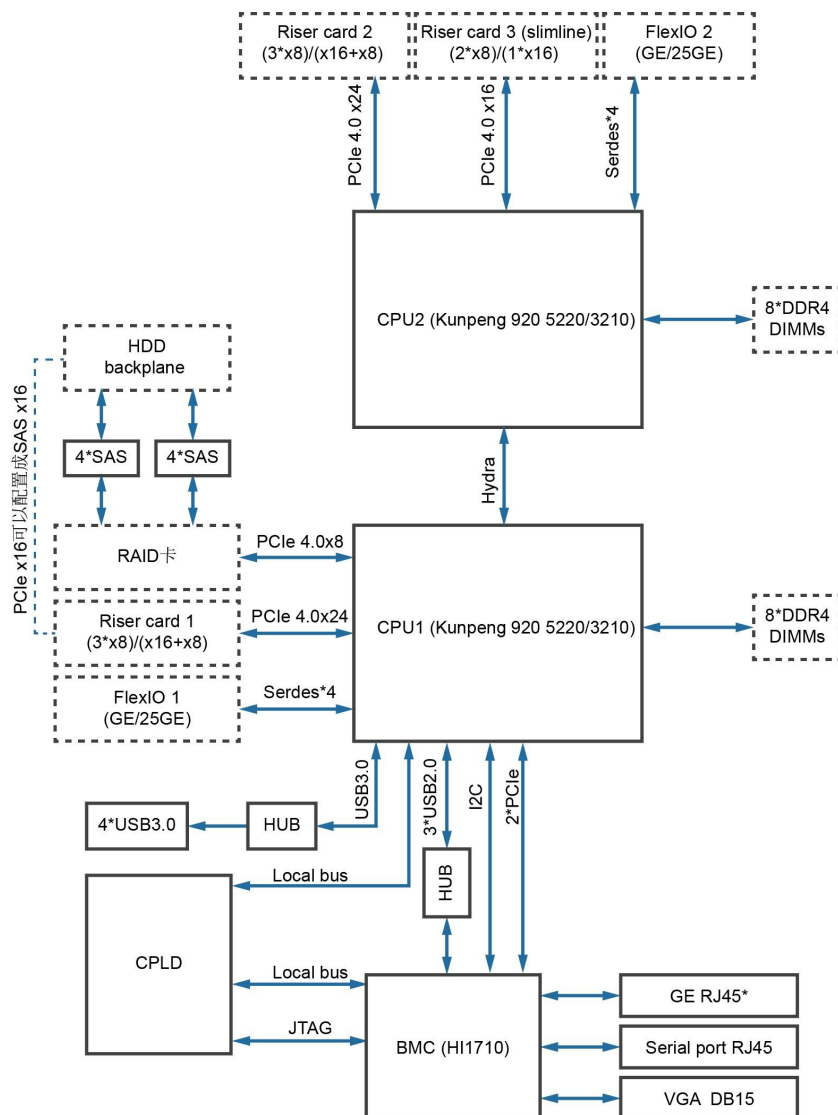 Riser card 2
(3*x8)/(x16+x8)
Riser card 3 (slimline)
(2*x8)/(1*x16)
FlexIO 2
(GE/25GE)
PCIe 4.0 x24
PCIe 4.0 x16
Serdes*4
CPU2 (Kunpeng 920 5220/3210)
8*DDR4
DIMMs
HDD
backplane
PCIe x16可以配置成SAS x16
4*SAS
4*SAS
Hydra
RAID卡
PCIe 4.0x8
Riser card 1
(3*x8)/(x16+x8)
PCIe 4.0x24
CPU1 (Kunpeng 920 5220/3210)
8*DDR4
DIMMs
FlexIO 1
(GE/25GE)
Serdes*4
USB3.0
3*USB2.0
I2C
2*PCIe
4*USB3.0
HUB
HUB
Local bus
CPLD
Local bus
JTAG
BMC (HI1710)
GE RJ45*
Serial port RJ45
VGA DB15